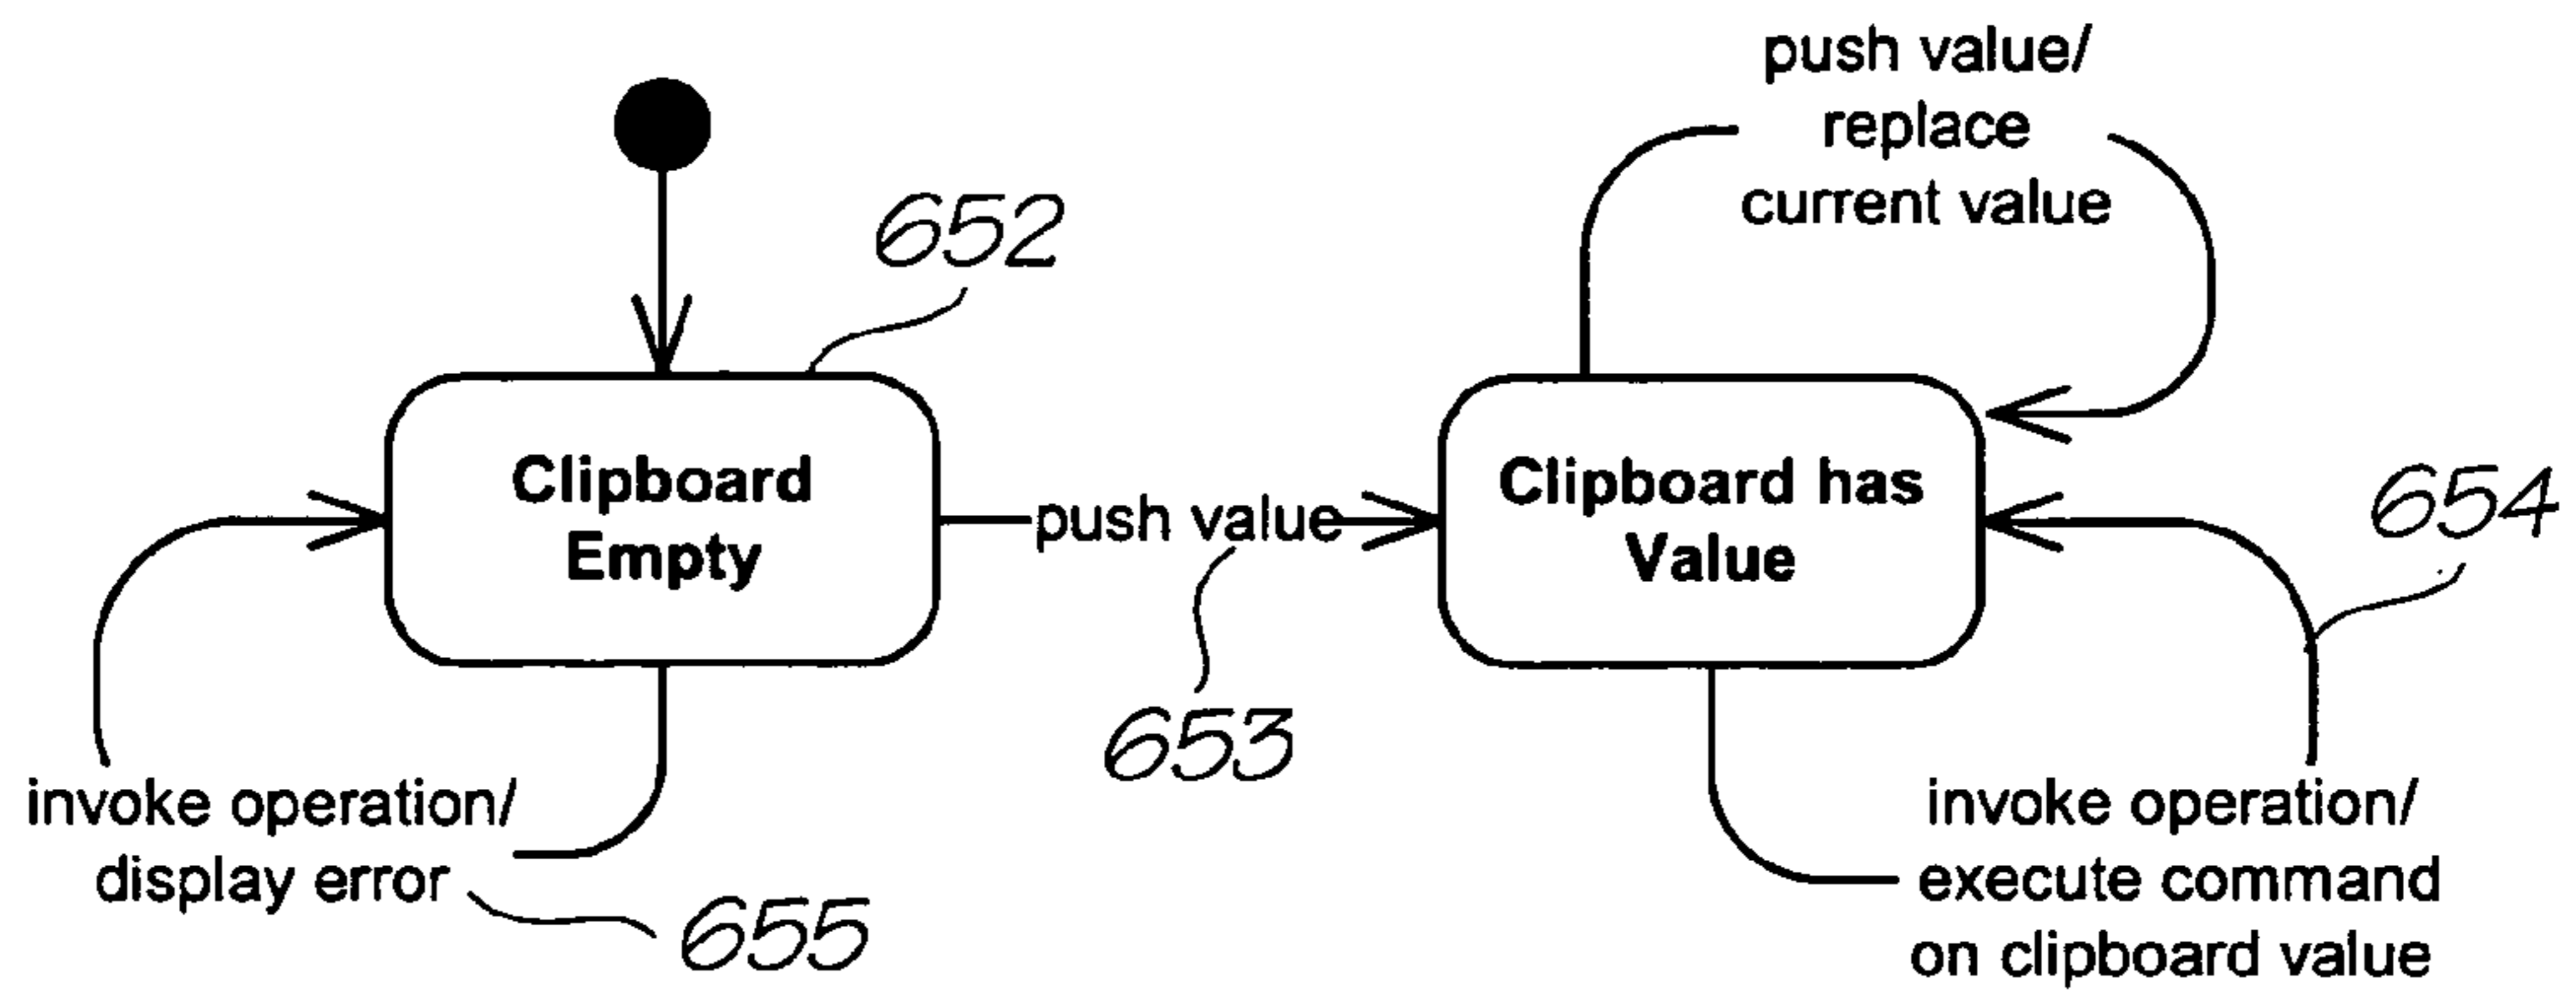 push value/
replace
current value
652
Clipboard
Empty
push value
Clipboard has
Value
654
653
invoke operation/
display error
655
invoke operation/
execute command
on clipboard value